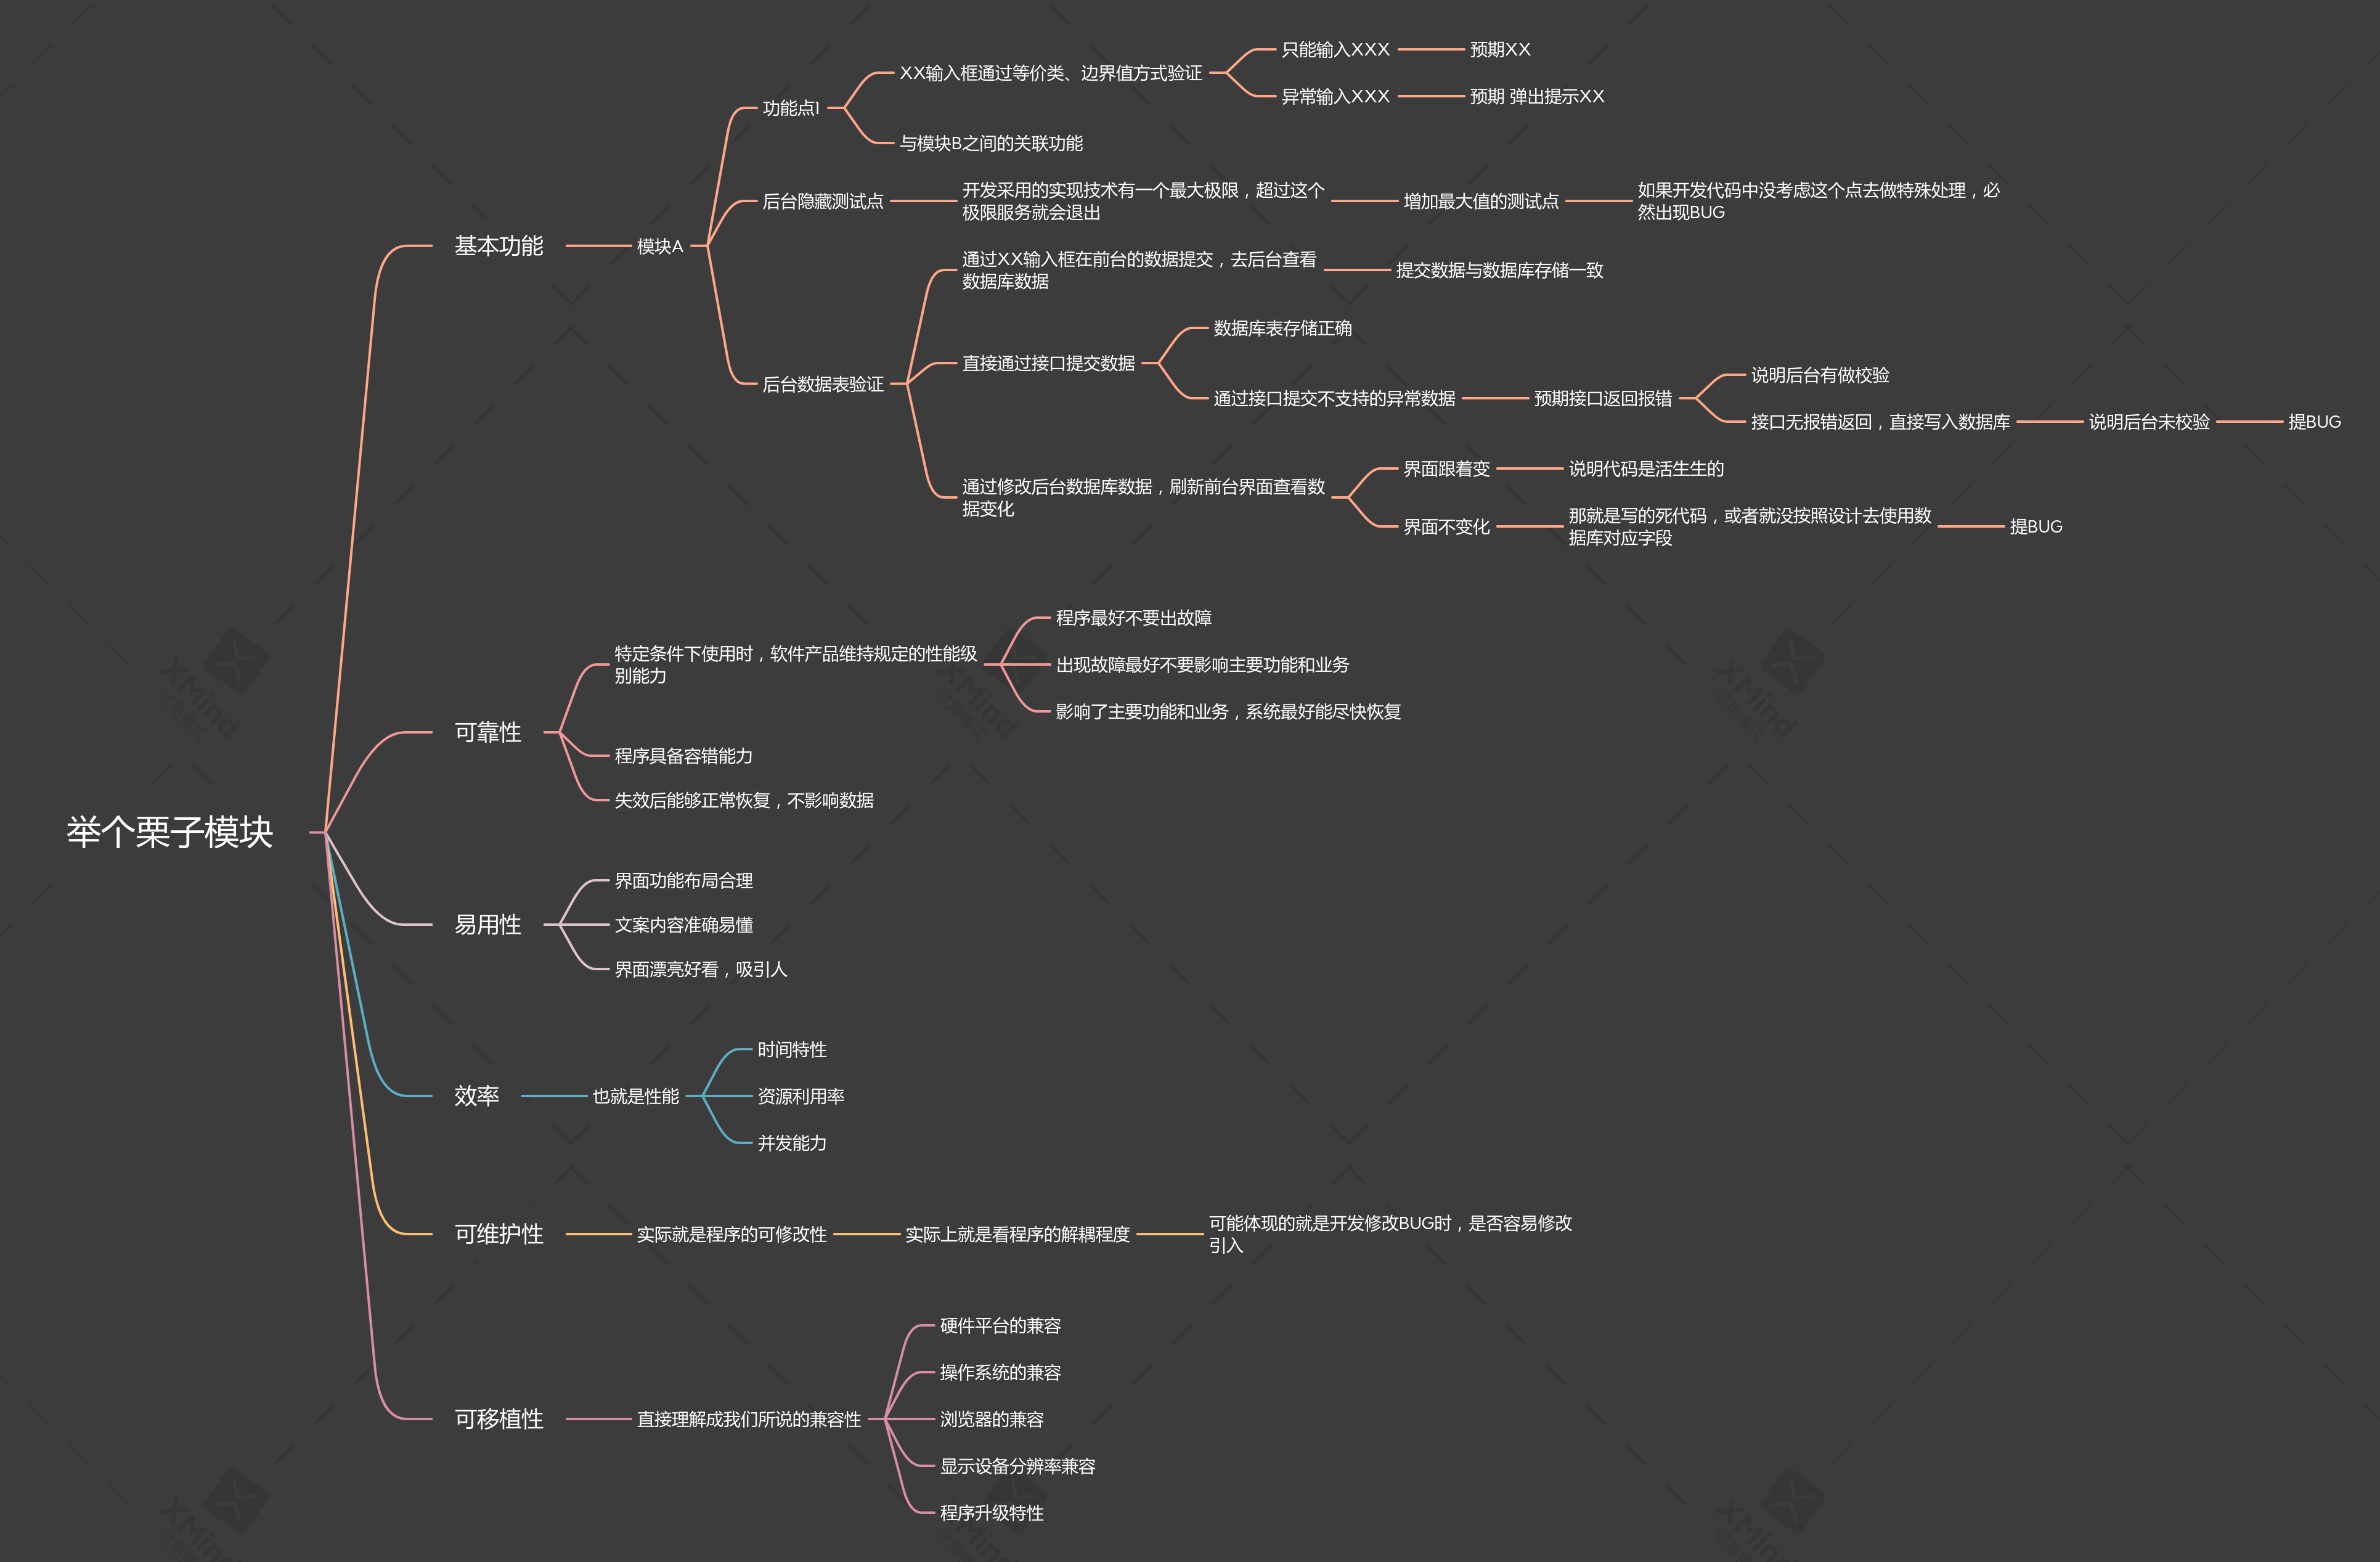 举个栗子模块
基本功能
模块A
功能点1
XX输入框通过等价类、边界值方式验证
只能输入XXX
预期XX
异常输入XXX
预期 弹出提示XX
与模块B之间的关联功能
后台隐藏测试点
开发采用的实现技术有一个最大极限，超过这个
极限服务就会退出
增加最大值的测试点
如果开发代码中没考虑这个点去做特殊处理，必
然出现BUG
后台数据表验证
通过XX输入框在前台的数据提交，去后台查看
数据库数据
提交数据与数据库存储一致
直接通过接口提交数据
数据库表存储正确
通过接口提交不支持的异常数据
预期接口返回报错
说明后台有做校验
接口无报错返回，直接写入数据库
说明后台未校验
提BUG
通过修改后台数据库数据，刷新前台界面查看数
据变化
界面跟着变
说明代码是活生生的
界面不变化
那就是写的死代码，或者就没按照设计去使用数
据库对应字段
提BUG
可靠性
特定条件下使用时，软件产品维持规定的性能级
别能力
程序最好不要出故障
出现故障最好不要影响主要功能和业务
影响了主要功能和业务，系统最好能尽快恢复
程序具备容错能力
失效后能够正常恢复，不影响数据
易用性
界面功能布局合理
文案内容准确易懂
界面漂亮好看，吸引人
效率
也就是性能
时间特性
资源利用率
并发能力
可维护性
实际就是程序的可修改性
实际上就是看程序的解耦程度
可能体现的就是开发修改BUG时，是否容易修改
引入
可移植性
直接理解成我们所说的兼容性
硬件平台的兼容
操作系统的兼容
浏览器的兼容
显示设备分辨率兼容
程序升级特性
XMind
试用模式
XMind
试用模式
XMind
试用模式
XMind
XMind
XMind